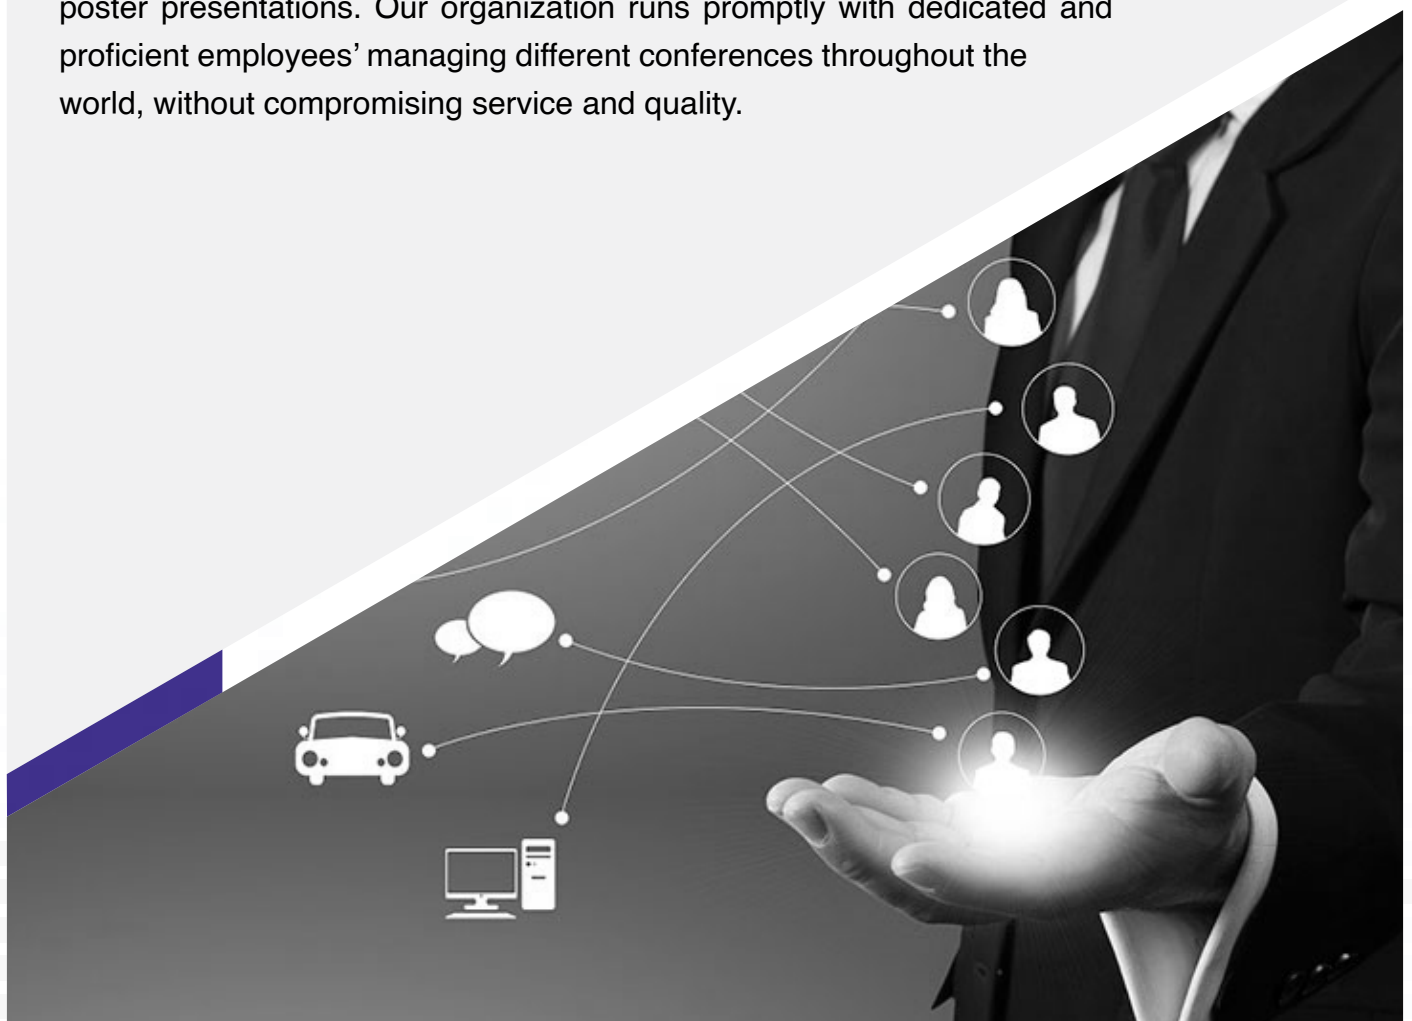 poster presentations. Our organization runs promptly with dedicated and
proficient employees’ managing different conferences throughout the
world, without compromising service and quality.